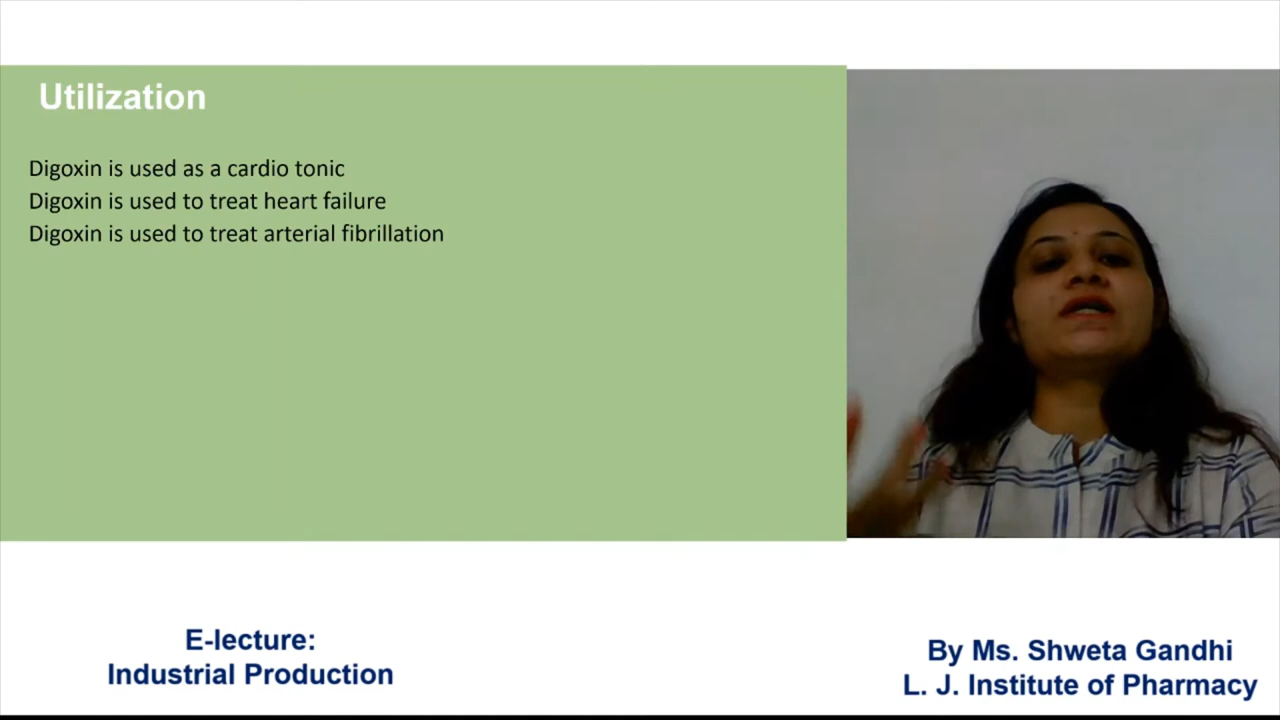 Utilization
Digoxin is used as a cardio tonic
Digoxin is used to treat heart failure
Digoxin is used to treat arterial fibrillation
E-lecture:
Industrial Production
By Ms. Shweta Gandhi
L. J. Institute of Pharmacy